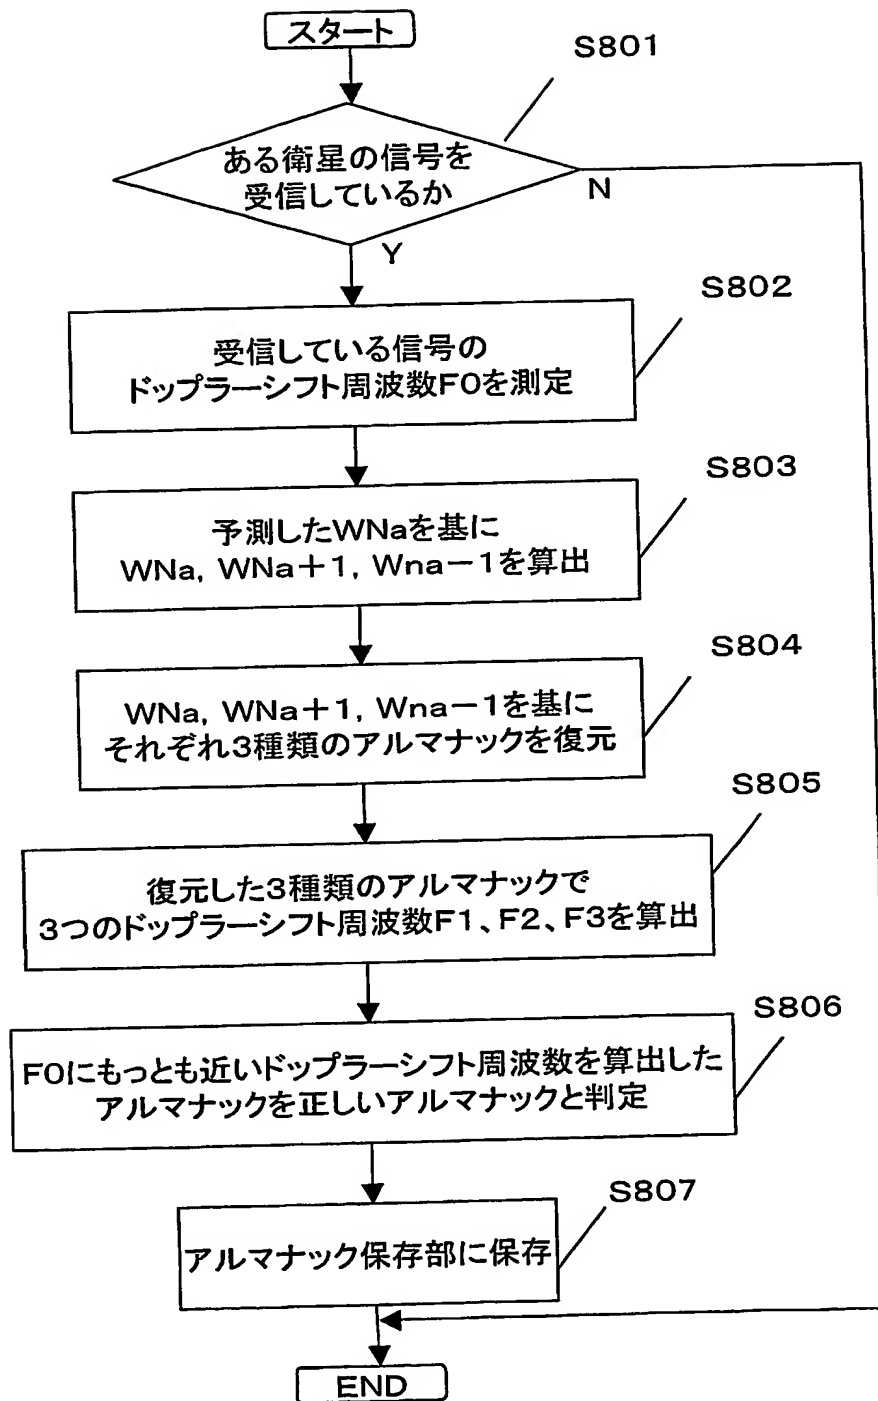 スタート
S801
ある衛星の信号を
受信しているか
N
Y
S802
受信している信号の
ドップラーシフト周波数F0を測定
S803
予測したWNaを基に
WNa, WNa+1, Wna-1を算出
S804
WNa, WNa+1, Wna-1を基に
それぞれ3種類のアルマナックを復元
S805
復元した3種類のアルマナックで
3つのドップラーシフト周波数F1、F2、F3を算出
S806
F0にもっとも近いドップラーシフト周波数を算出した
アルマナックを正しいアルマナックと判定
S807
アルマナック保存部に保存
END